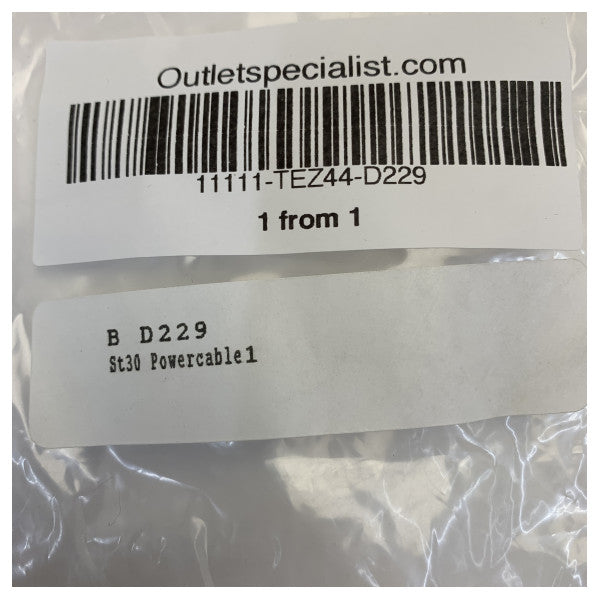 Outletspecialist.com
11111-TEZ44-D229
1 from 1
B D229
St30 Powercable1